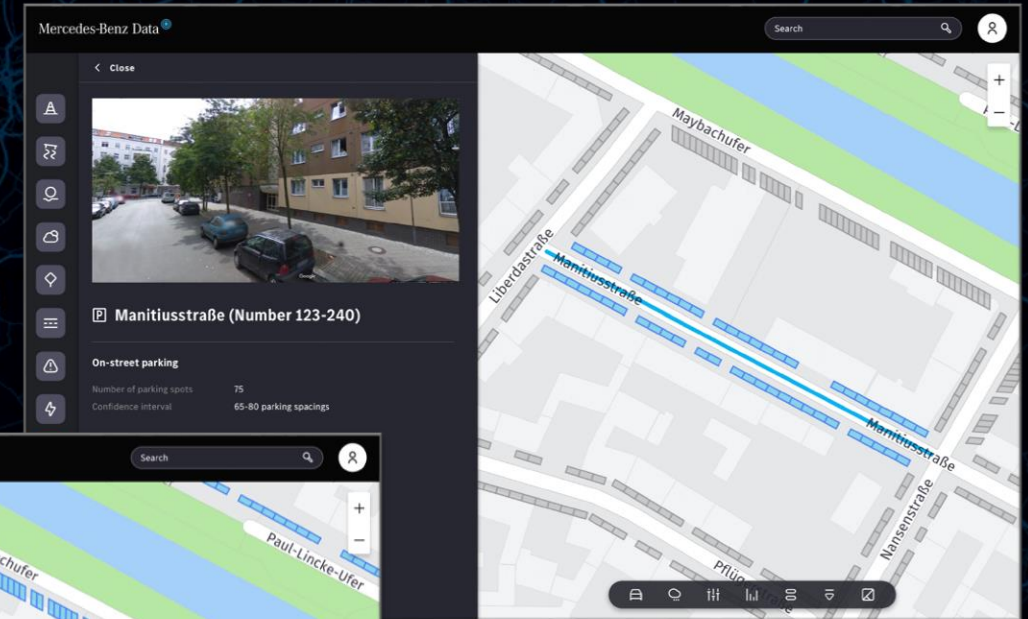 Mercedes-Benz Data
Search
Close
Google
Manitiusstraße (Number 123-240)
On-street parking
Number of parking spots 75
Confidence interval 65-80 parking spacings
Maybachufer
Liberdastraße
Manitiusstraße
Manitiusstraße
Nansenstraße
Search
Paul-Lincke-Ufer